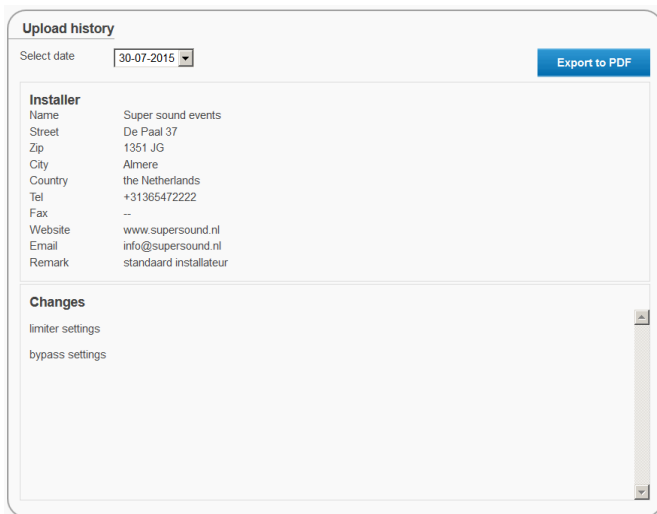 Upload history
Select date 30-07-2015
Export to PDF
Installer
Name Super sound events
Street De Paal 37
Zip 1351 JG
City Almere
Country the Netherlands
Tel +31365472222
Fax --
Website www.supersound.nl
Email info@supersound.nl
Remark standaard installateur
Changes
limiter settings
bypass settings